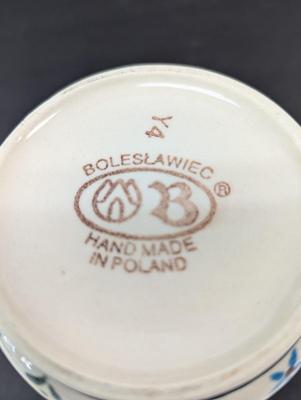 Y4
BOLESŁAWIEC
B®
HAND MADE
IN POLAND